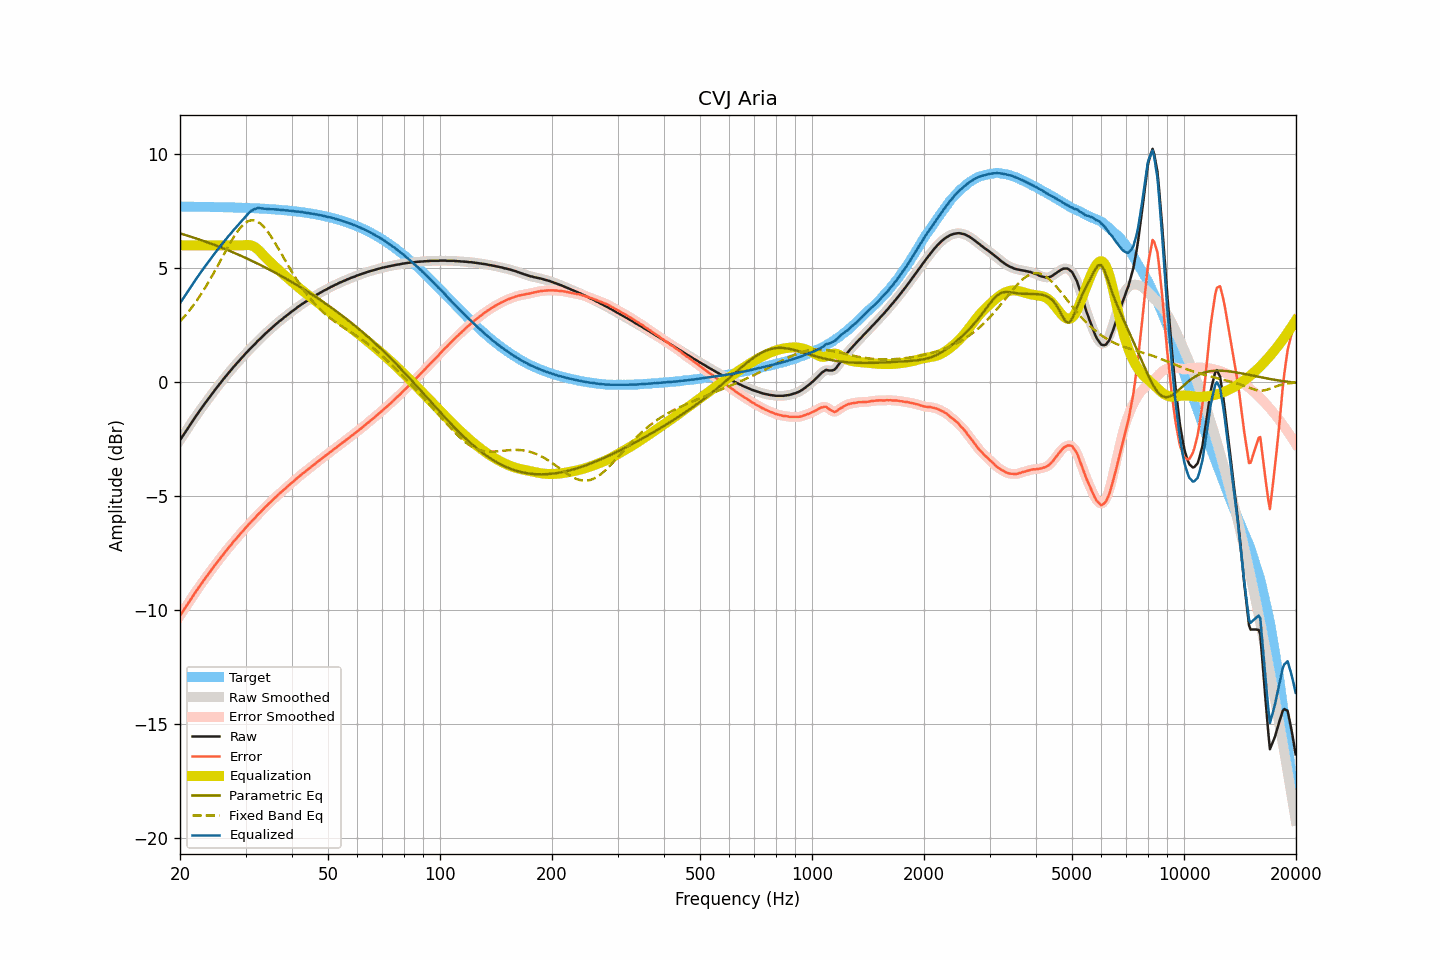 CVJ Aria
10
5
0
−5
−10
−15
−20
Amplitude (dBr)
Target
Raw Smoothed
Error Smoothed
Raw
Error
Equalization
Parametric Eq
Fixed Band Eq
Equalized
20 50 100 200 500 1000 2000 5000 10000 20000
Frequency (Hz)